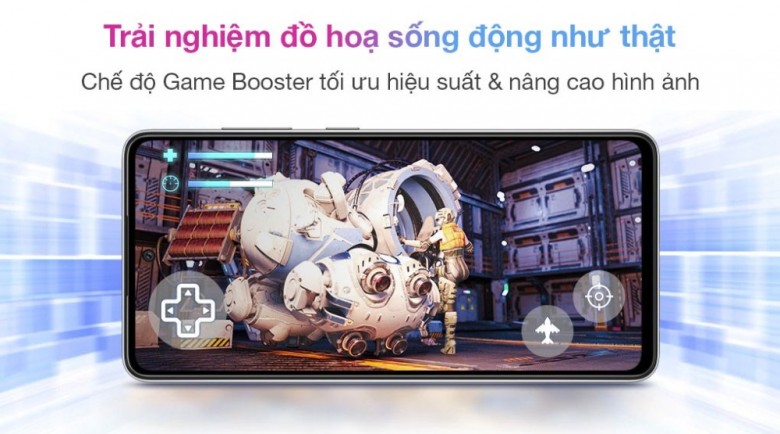 Trải nghiệm đồ hoạ sống động như thật
Chế độ Game Booster tối ưu hiệu suất & nâng cao hình ảnh